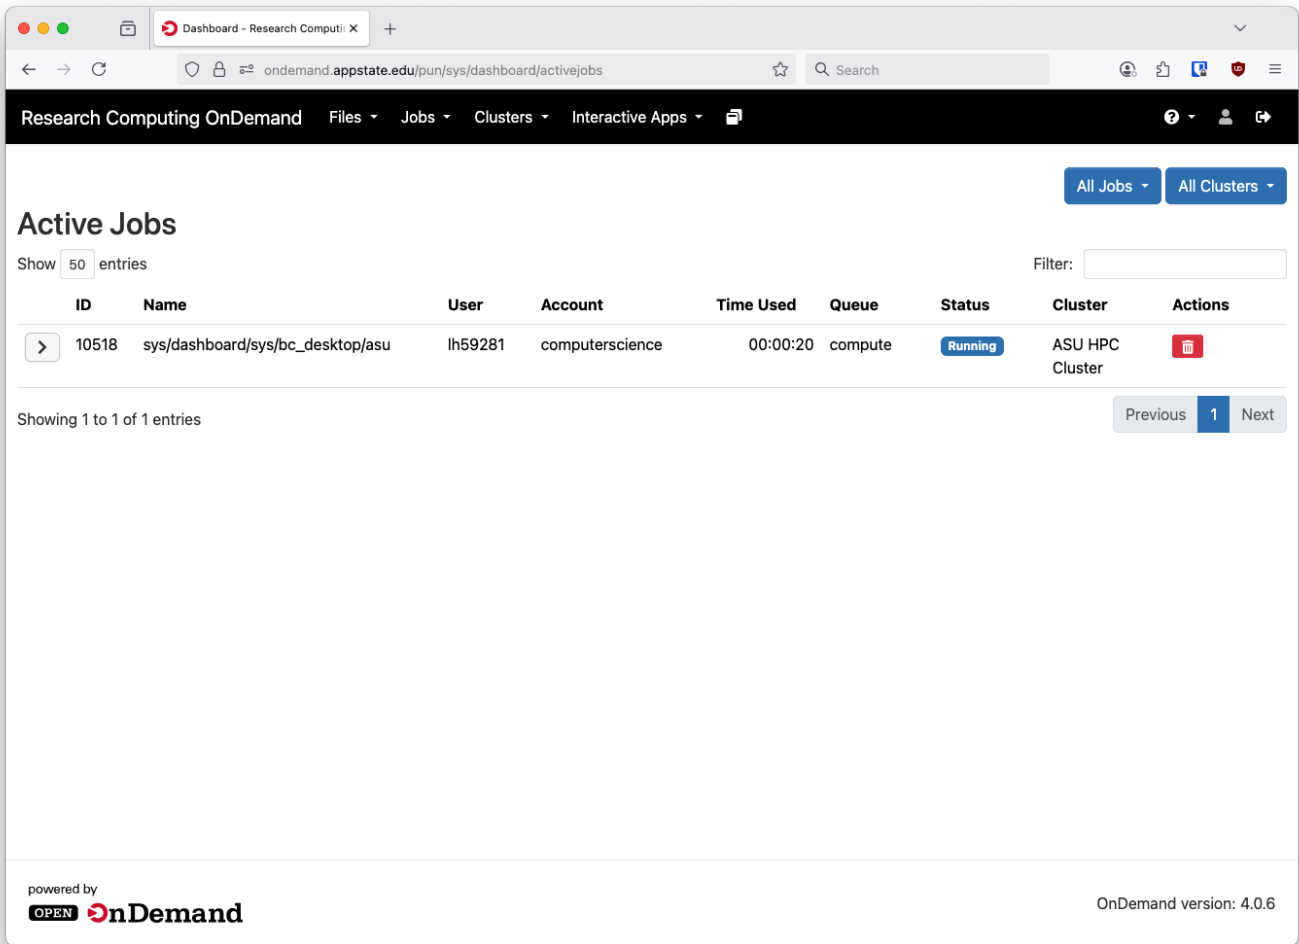 Dashboard - Research Computin
ondemand.appstate.edu/pun/sys/dashboard/activejobs
Search
Research Computing OnDemand Files Jobs Clusters Interactive Apps
All Jobs All Clusters
Active Jobs
Show 50 entries Filter:
ID Name User Account Time Used Queue Status Cluster Actions
10518 sys/dashboard/sys/bc_desktop/asu lh59281 computerscience 00:00:20 compute Running ASU HPC
Cluster
Showing 1 to 1 of 1 entries
Previous 1 Next
powered by
OPEN OnDemand
OnDemand version: 4.0.6